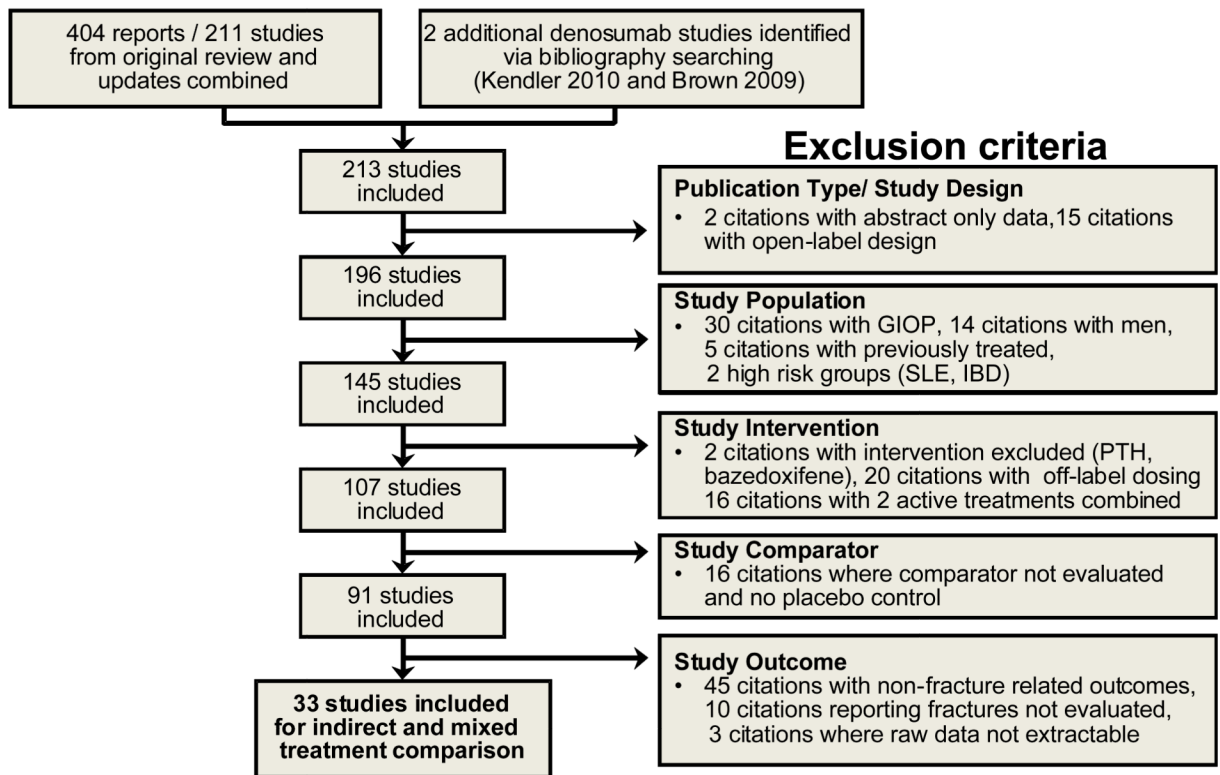 404 reports / 211 studies
from original review and
updates combined
2 additional denosumab studies identified
via bibliography searching
(Kendler 2010 and Brown 2009)
213 studies
included
Exclusion criteria
Publication Type/ Study Design
• 2 citations with abstract only data,15 citations
with open-label design
196 studies
included
Study Population
• 30 citations with GIOP, 14 citations with men,
5 citations with previously treated,
2 high risk groups (SLE, IBD)
145 studies
included
Study Intervention
• 2 citations with intervention excluded (PTH,
bazedoxifene), 20 citations with off-label dosing
16 citations with 2 active treatments combined
107 studies
included
Study Comparator
• 16 citations where comparator not evaluated
and no placebo control
91 studies
included
Study Outcome
• 45 citations with non-fracture related outcomes,
10 citations reporting fractures not evaluated,
3 citations where raw data not extractable
33 studies included
for indirect and mixed
treatment comparison